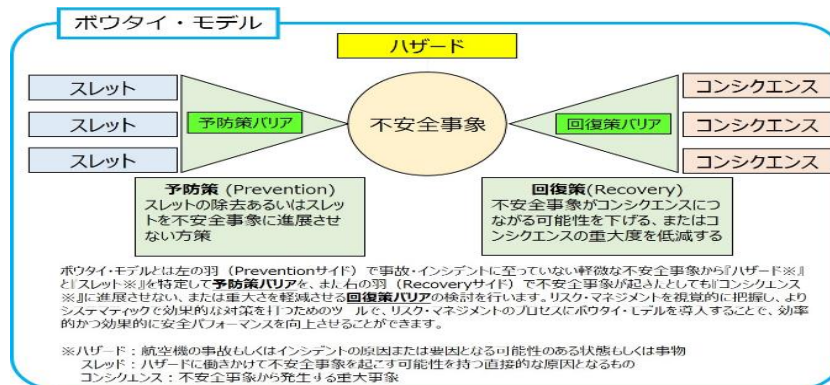 ボウタイ・モデル
ハザード
スレット
スレット
スレット
予防策バリア
不安全事象
回復策バリア
コンシクエンス
コンシクエンス
コンシクエンス
予防策 (Prevention)
スレットの除去あるいはスレッ
トを不安全事象に進展させ
ない方策
回復策(Recovery)
不安全事象がコンシクエンスにつ
ながる可能性を下げる、またはコ
ンシクエンスの重大度を低減する
ボウタイ・モデルとは左の羽（Preventionサイド）で事故・インシデントに至っていない軽微な不安全事象から『ハザード※』
と『スレット※』を特定して予防策バリアを、また右の羽（Recoveryサイド）で不安全事象が起きたとしても『コンシクエンス
※』に進展させない、または重大さを軽減させる回復策バリアの検討を行います。リスク・マネジメントを視覚的に把握し、より
システマティックで効果的な対策を打つためのツールで、リスク・マネジメントのプロセスにボウタイ・モデルを導入することで、効率
的かつ効果的に安全パフォーマンスを向上させることができます。
※ハザード：航空機の事故もしくはインシデントの原因または要因となる可能性のある状態もしくは事物
スレッド：ハザードに働きかけて不安全事象を起こす可能性を持つ直接的な原因となるもの
コンシクエンス：不安全事象から発生する重大事象